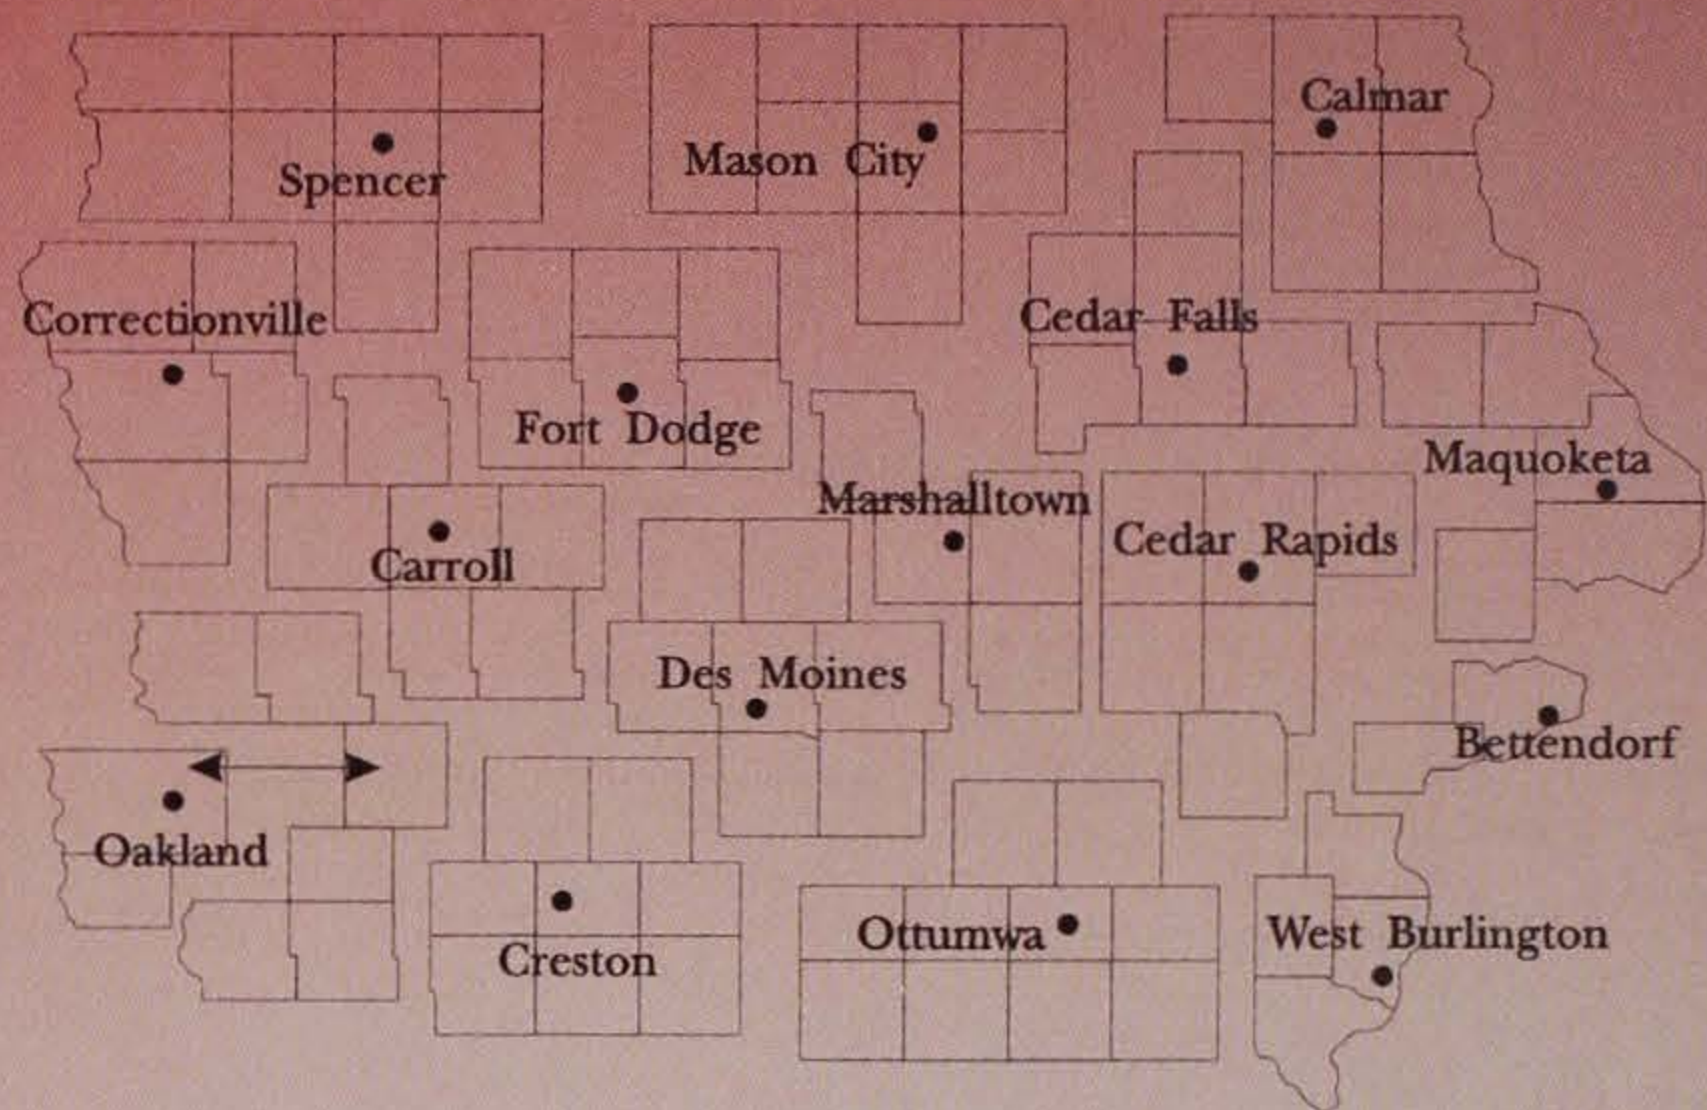 Calmar
Mason City
Spencer
Correctionville
Cedar Falls
Fort Dodge
Maquoketa
Marshalltown
Cedar Rapids
Carroll
Des Moines
Bettendorf
Oakland
Ottumwa
West Burlington
Creston